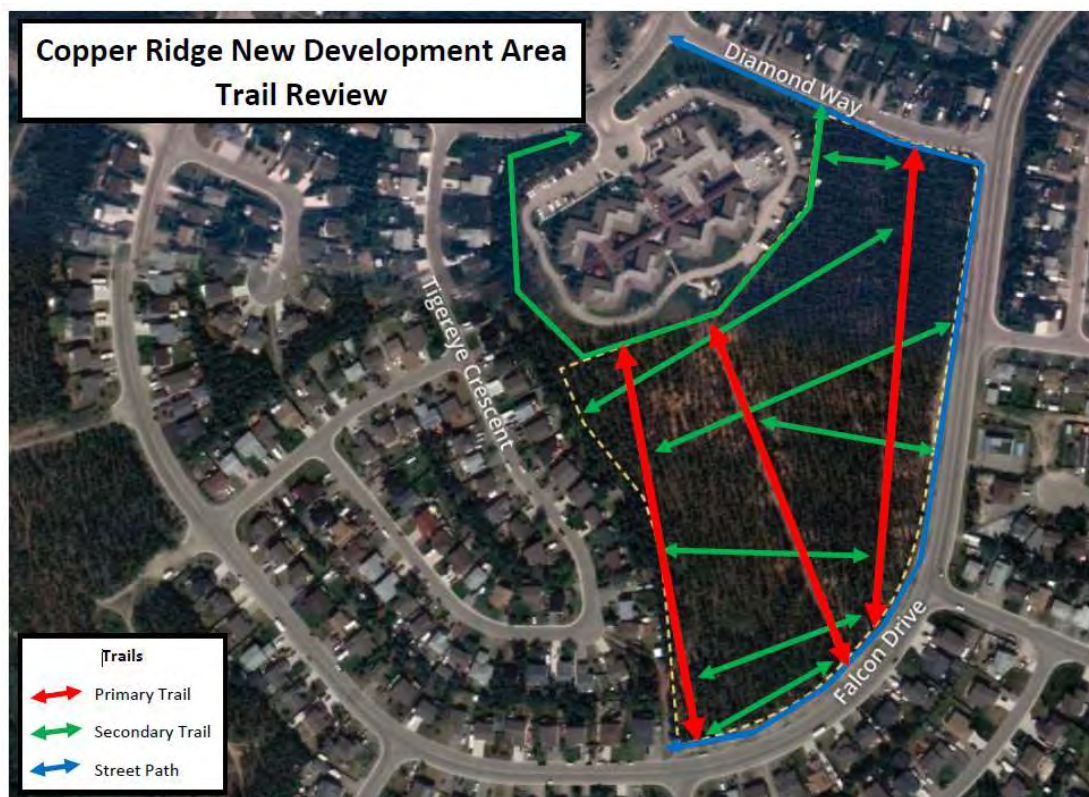 Copper Ridge New Development Area
Trail Review
Diamond Way
Tigereye Crescent
Falcon Drive
Trails
Primary Trail
Secondary Trail
Street Path